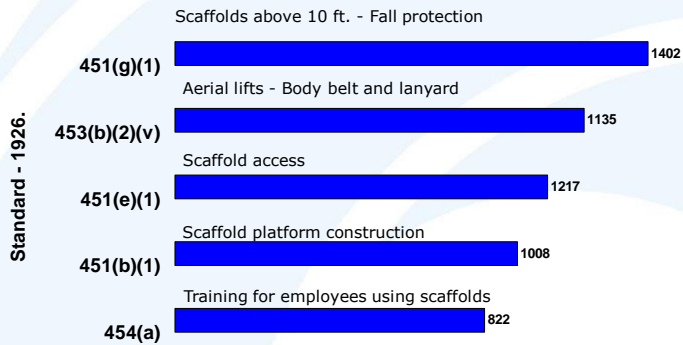 Standard - 1926.
Scaffolds above 10 ft. - Fall protection
451(g)(1)
1402
Aerial lifts - Body belt and lanyard
453(b)(2)(v)
1135
Scaffold access
451(e)(1)
1217
Scaffold platform construction
451(b)(1)
1008
Training for employees using scaffolds
454(a)
822